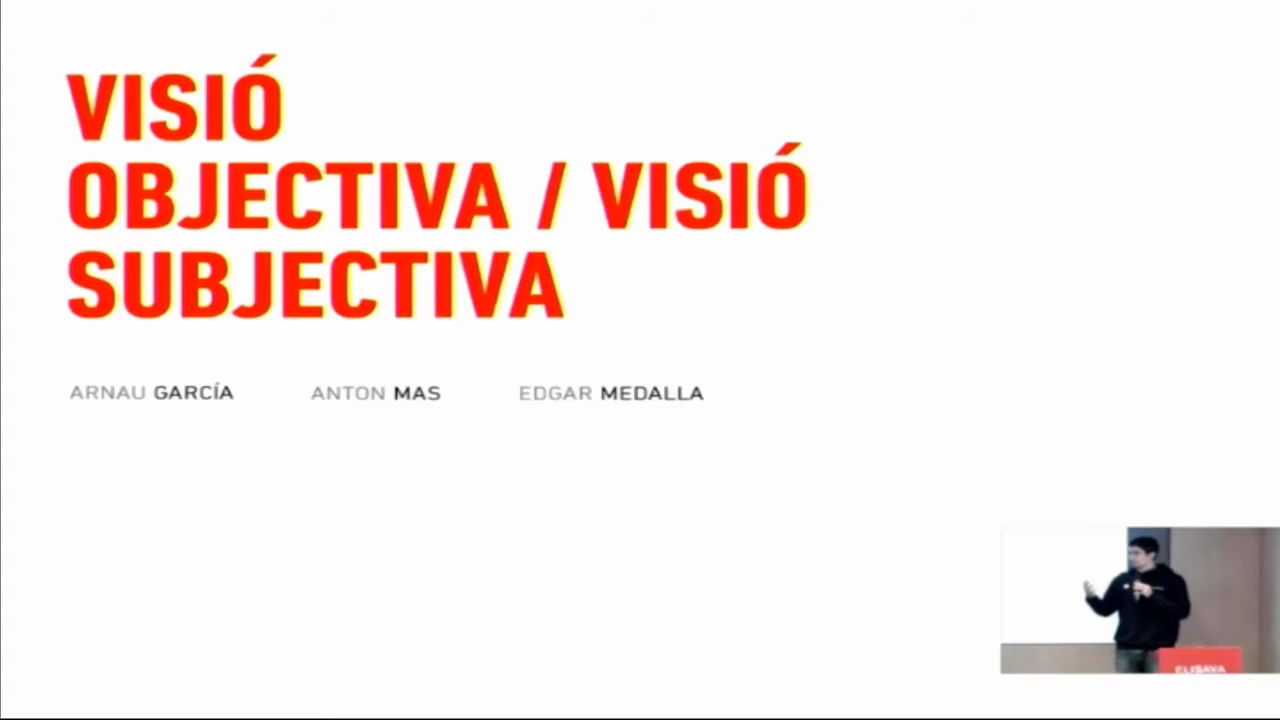 VISIÓ
OBJECTIVA / VISIÓ
SUBJECTIVA
ARNAU GARCÍA ANTON MAS EDGAR MEDALLA
ELISAVA